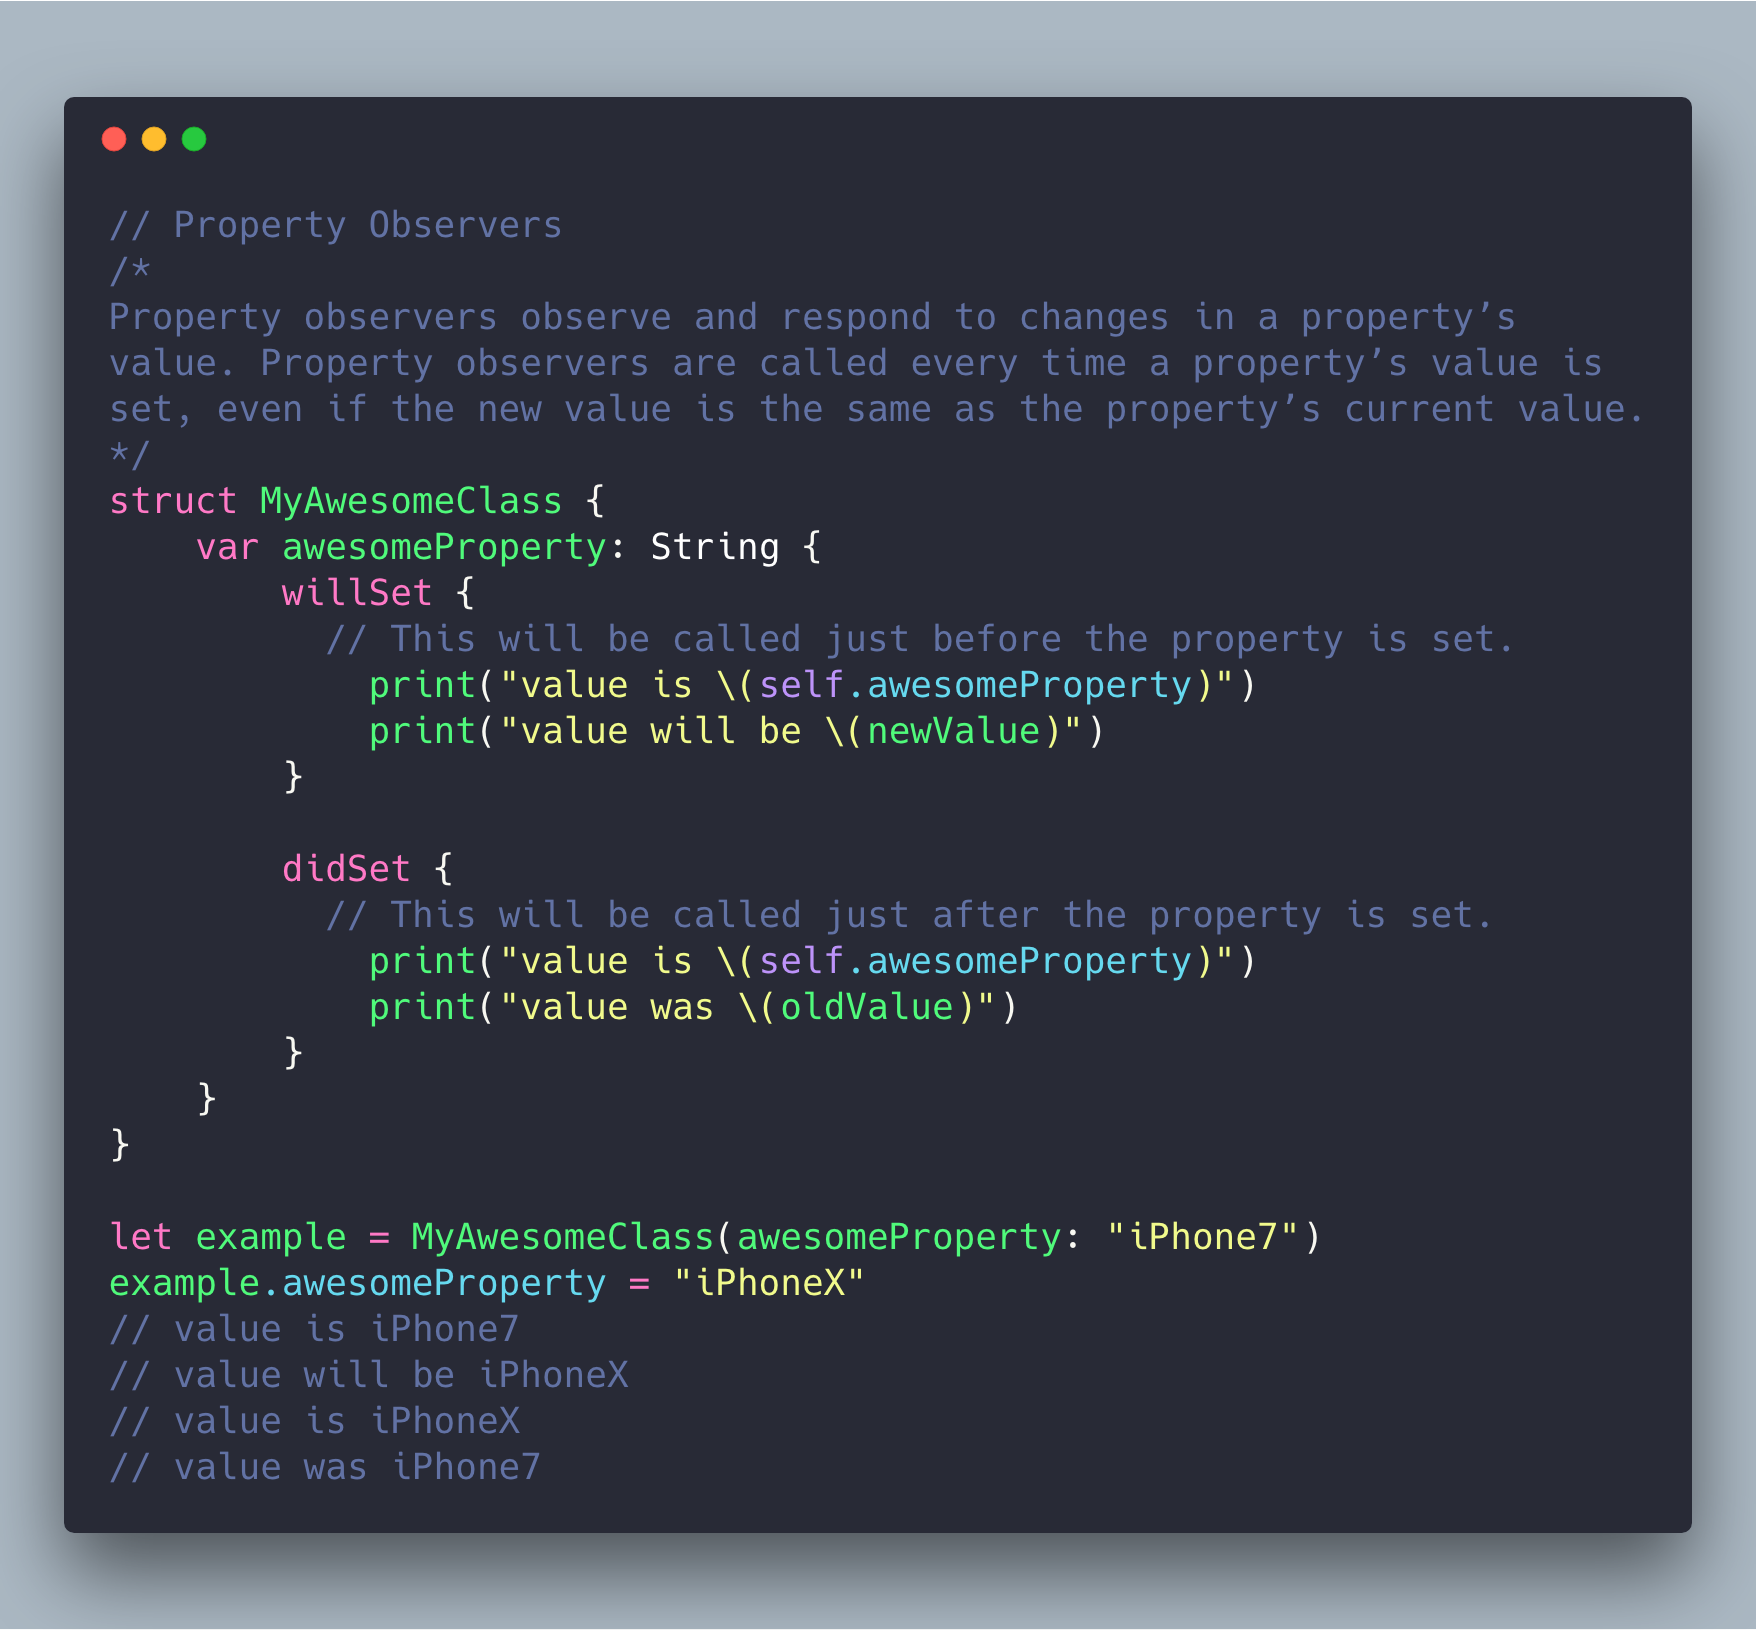 // Property Observers
/*
Property observers observe and respond to changes in a property’s
value. Property observers are called every time a property’s value is
set, even if the new value is the same as the property’s current value.
*/
struct MyAwesomeClass {
    var awesomeProperty: String {
        willSet {
          // This will be called just before the property is set.
            print("value is \(self.awesomeProperty)")
            print("value will be \(newValue)")
        }

        didSet {
          // This will be called just after the property is set.
            print("value is \(self.awesomeProperty)")
            print("value was \(oldValue)")
        }
    }
}

let example = MyAwesomeClass(awesomeProperty: "iPhone7")
example.awesomeProperty = "iPhoneX"
// value is iPhone7
// value will be iPhoneX
// value is iPhoneX
// value was iPhone7